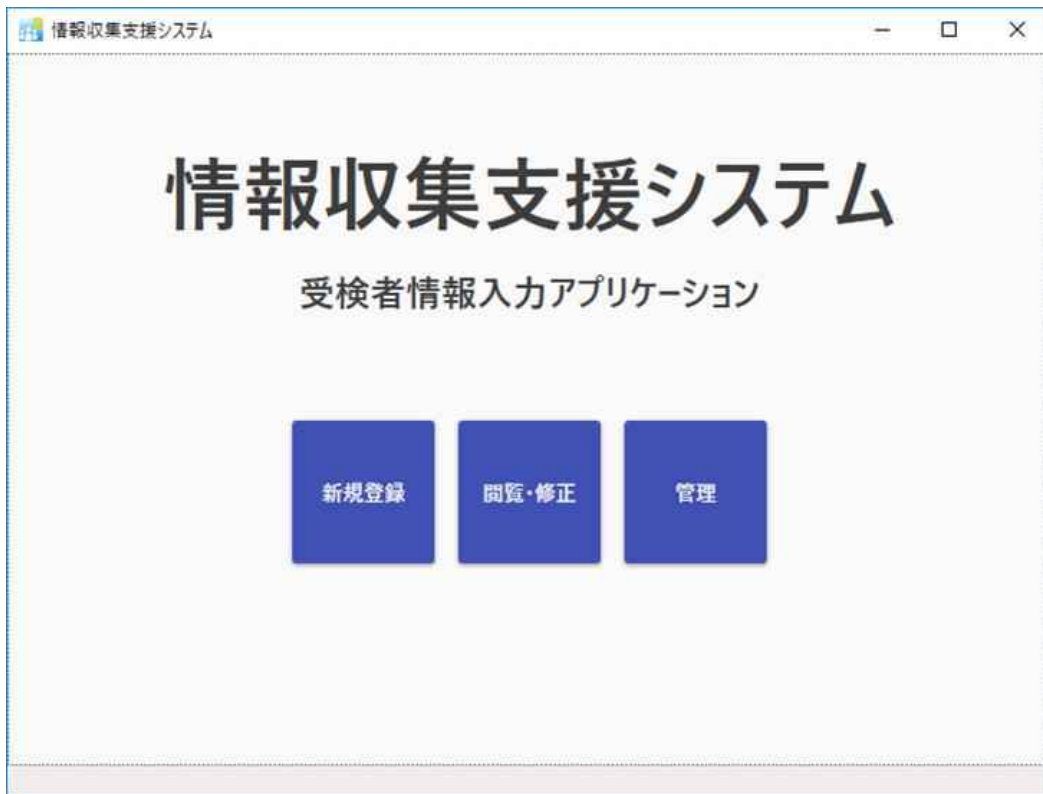 情報収集支援システム
情報収集支援システム
受検者情報入力アプリケーション
新規登録
閲覧・修正
管理